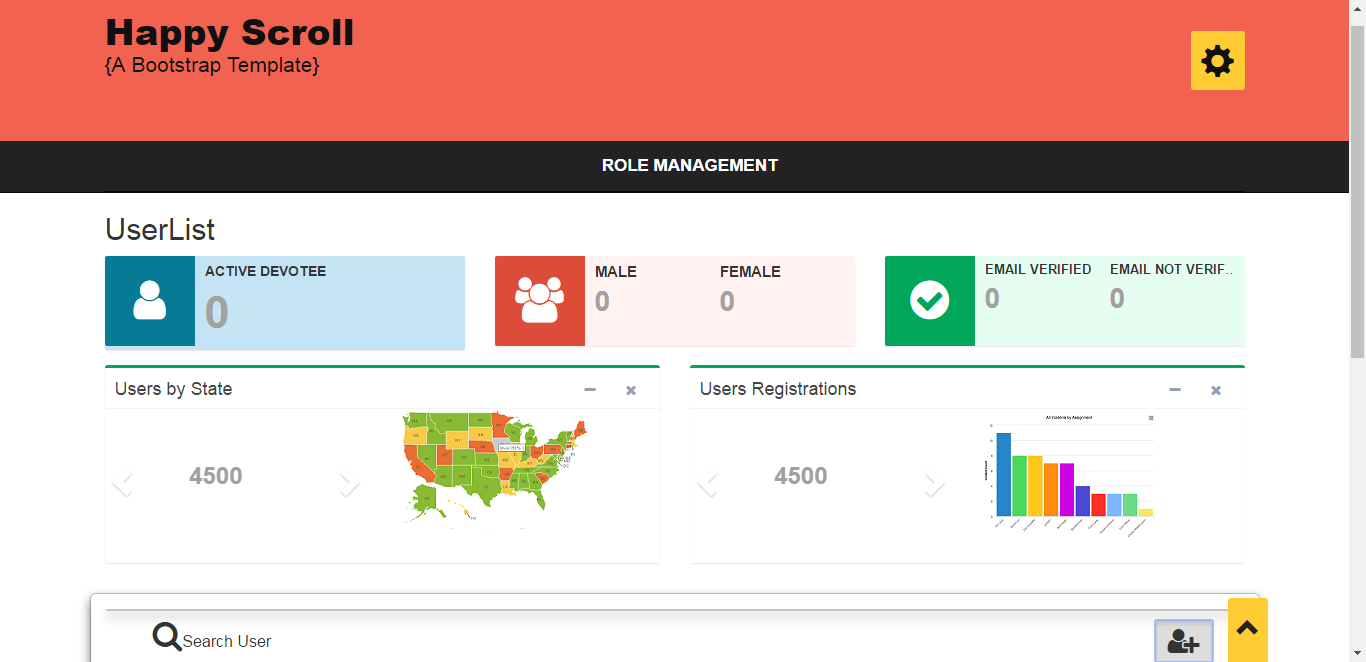 Happy Scroll
{A Bootstrap Template}
ROLE MANAGEMENT
UserList
ACTIVE DEVOTEE
0
MALE
0
FEMALE
0
EMAIL VERIFIED
0
EMAIL NOT VERIF...
0
Users by State
4500
Users Registrations
4500
All Incidents by Assignment
Search User